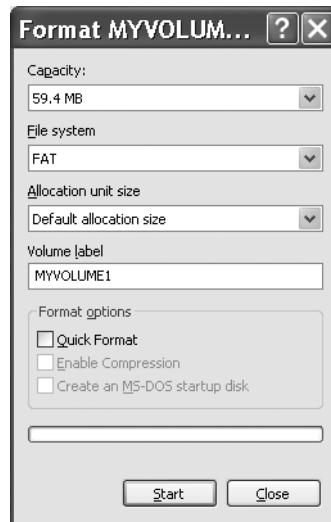 Format MYVOLUM... ? X
Capacity:
59.4 MB
File system
FAT
Allocation unit size
Default allocation size
Volume label
MYVOLUME1
Format options
Quick Format
Enable Compression
Create an MS-DOS startup disk
Start Close